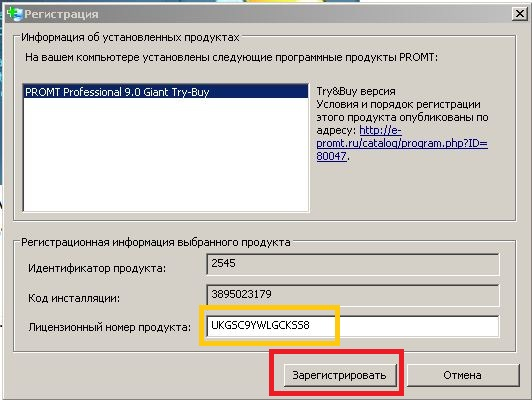 Регистрация
Информация об установленных продуктах
На вашем компьютере установлены следующие программные продукты PROMT:
PROMT Professional 9.0 Giant Try-Buy
Try&Buy версия
Условия и порядок регистрации
этого продукта опубликованы по
адресу: http://e-
promt.ru/catalog/program.php?ID=
80047.
Регистрационная информация выбранного продукта
Идентификатор продукта:
2545
Код инсталляции:
3895023179
Лицензионный номер продукта:
UKGSC9YWLGCKSS8
Зарегистрировать
Отмена